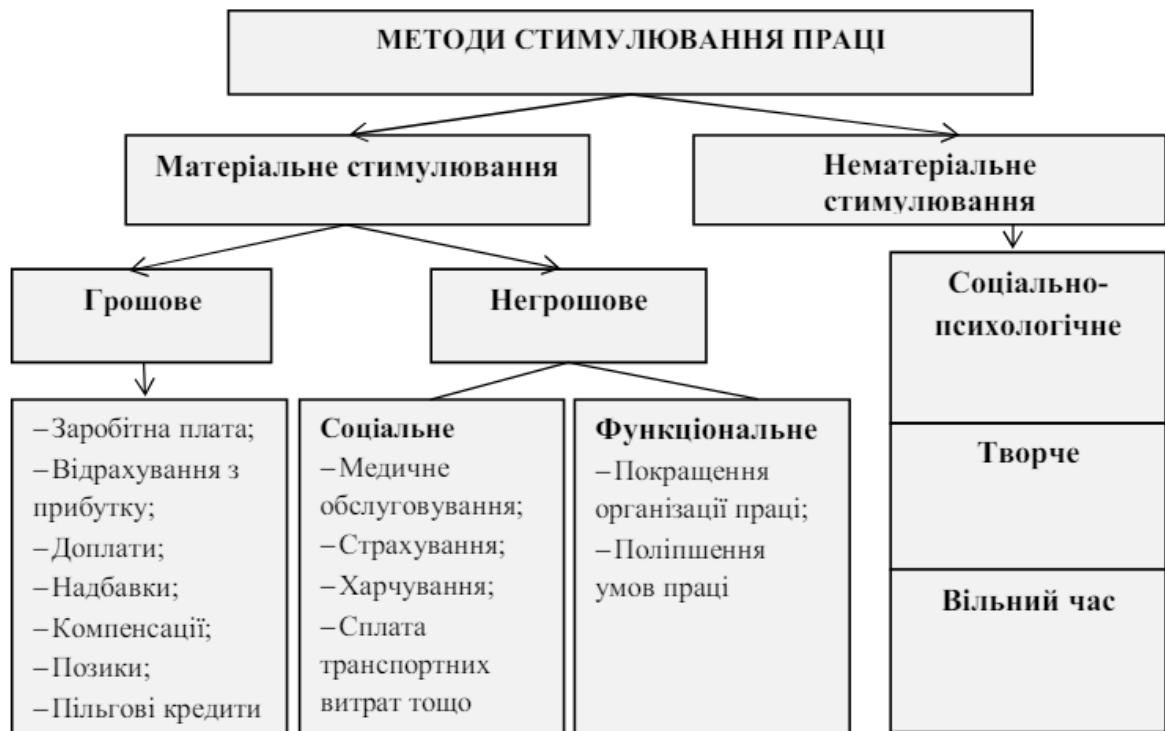 МЕТОДИ СТИМУЛЮВАННЯ ПРАЦІ
Матеріальне стимулювання
Нематеріальне
стимулювання
Грошове
Негрошове
Соціально-
психологічне
Творче
Вільний час
–Заробітна плата;
–Відрахування з
прибутку;
–Доплати;
–Надбавки;
–Компенсації;
–Позики;
–Пільгові кредити
Соціальне
–Медичне
обслуговування;
–Страхування;
–Харчування;
–Сплата
транспортних
витрат тощо
Функціональне
–Покращення
організації праці;
–Поліпшення
умов праці